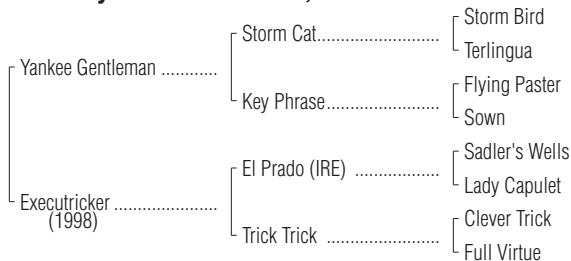 Storm Bird
Storm Cat..............................
Terlingua
Yankee Gentleman ............
Flying Paster
Key Phrase............................
Sown
Sadler's Wells
El Prado (IRE) .....................
Lady Capulet
Executricker ......................
(1998)
Clever Trick
Trick Trick ............................
Full Virtue